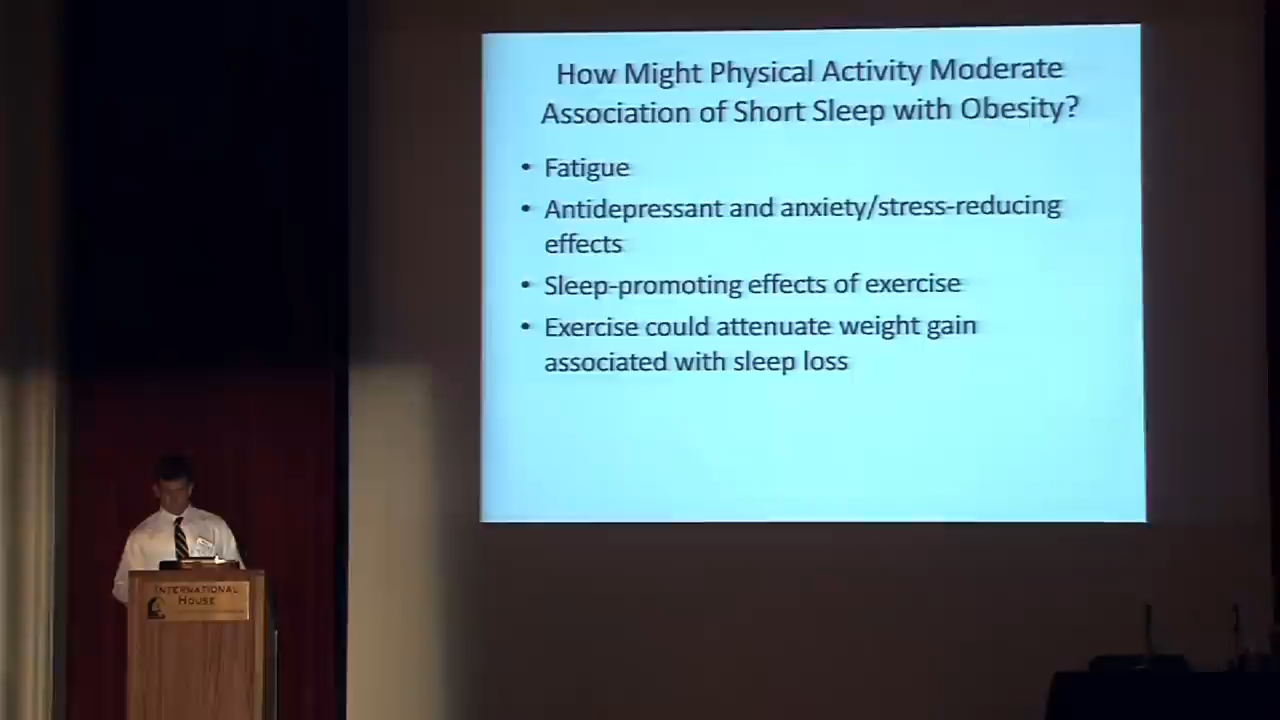 How Might Physical Activity Moderate
Association of Short Sleep with Obesity?
• Fatigue
• Antidepressant and anxiety/stress-reducing
effects
• Sleep-promoting effects of exercise
• Exercise could attenuate weight gain
associated with sleep loss
INTERNATIONAL
HOUSE